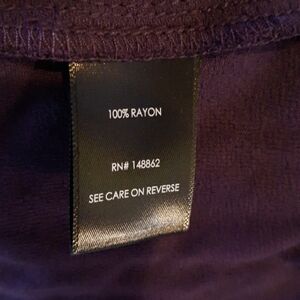 100% RAYON
RN# 148862
SEE CARE ON REVERSE